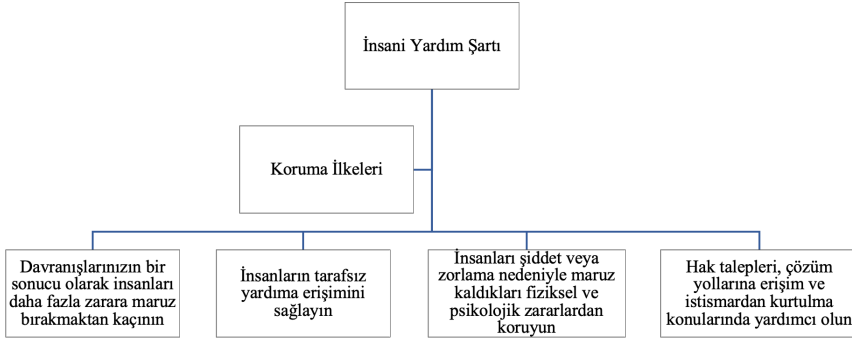 İnsani Yardım Şartı
Koruma İlkeleri
Davranışlarınızın bir
sonucu olarak insanları
daha fazla zarara maruz
bırakmaktan kaçının
İnsanların tarafsız
yardıma erişimini
sağlayın
İnsanları şiddet veya
zorlama nedeniyle maruz
kaldıkları fiziksel ve
psikolojik zararlardan
koruyun
Hak talepleri, çözüm
yollarına erişim ve
istismardan kurtulma
konularında yardımcı olun